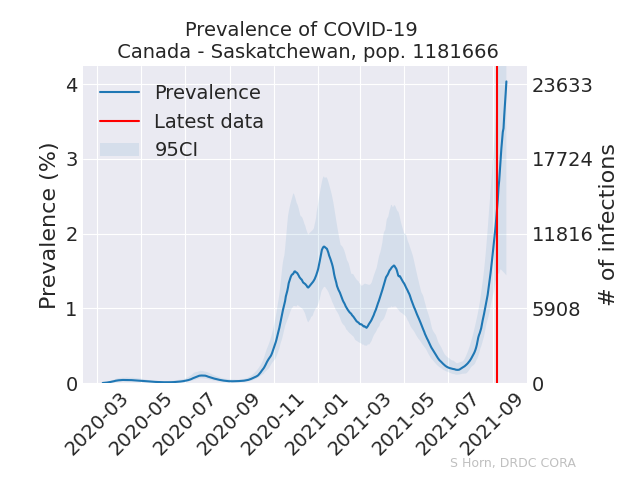 Prevalence of COVID-19
Canada - Saskatchewan, pop. 1181666
Prevalence
Latest data
95CI
Prevalence (%)
4
3
2
1
0
23633
17724
11816
5908
0
# of infections
2020-03
2020-05
2020-07
2020-09
2020-11
2021-01
2021-03
2021-05
2021-07
2021-09
S Horn, DRDC CORA